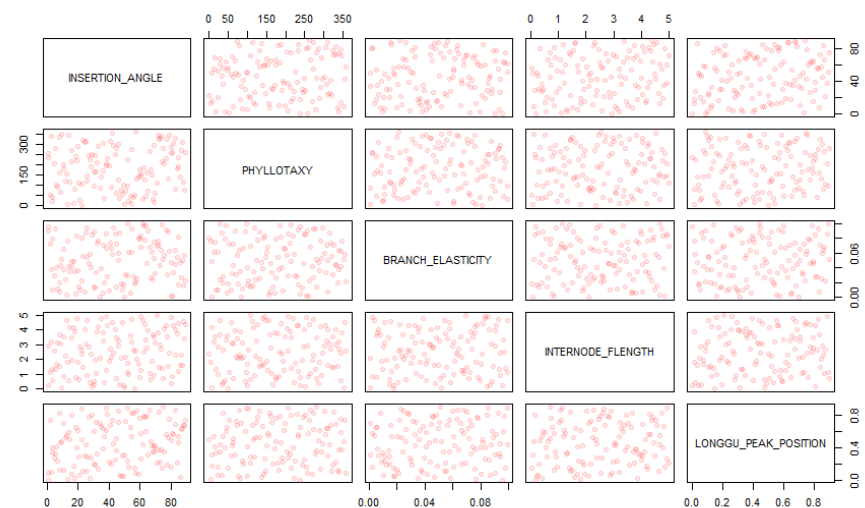 0 50 150 250 350 0 1 2 3 4 5
INSERTION_ANGLE 0 40 80
0 150 300 PHYLLOTAXY
BRANCH_ELASTICITY 0.00 0.06
0 1 2 3 4 5 INTERNODE_FLENGTH
LONGGU_PEAK_POSITION 0.0 0.4 0.8
0 20 40 60 80 0.00 0.04 0.08 0.0 0.2 0.4 0.6 0.8